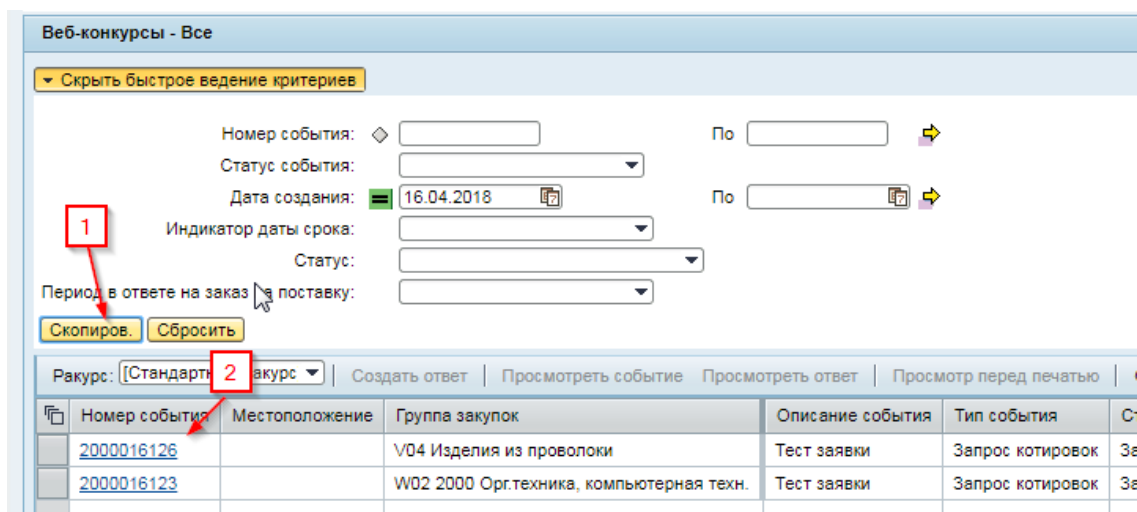 Веб-конкурсы - Все
Скрыть быстрое ведение критериев
Номер события: По
Статус события:
Дата создания: 16.04.2018 По
1
Индикатор даты срока:
Статус:
Период в ответе на заказ поставку:
Скопиров. Сбросить
Ракурс: [Стандартн 2 акурс Создать ответ Просмотреть событие Просмотреть ответ Просмотр перед печатью
Номер события Местоположение Группа закупок Описание события Тип события Ст
2000016126 V04 Изделия из проволоки Тест заявки Запрос котировок За
2000016123 W02 2000 Орг.техника, компьютерная техн. Тест заявки Запрос котировок За